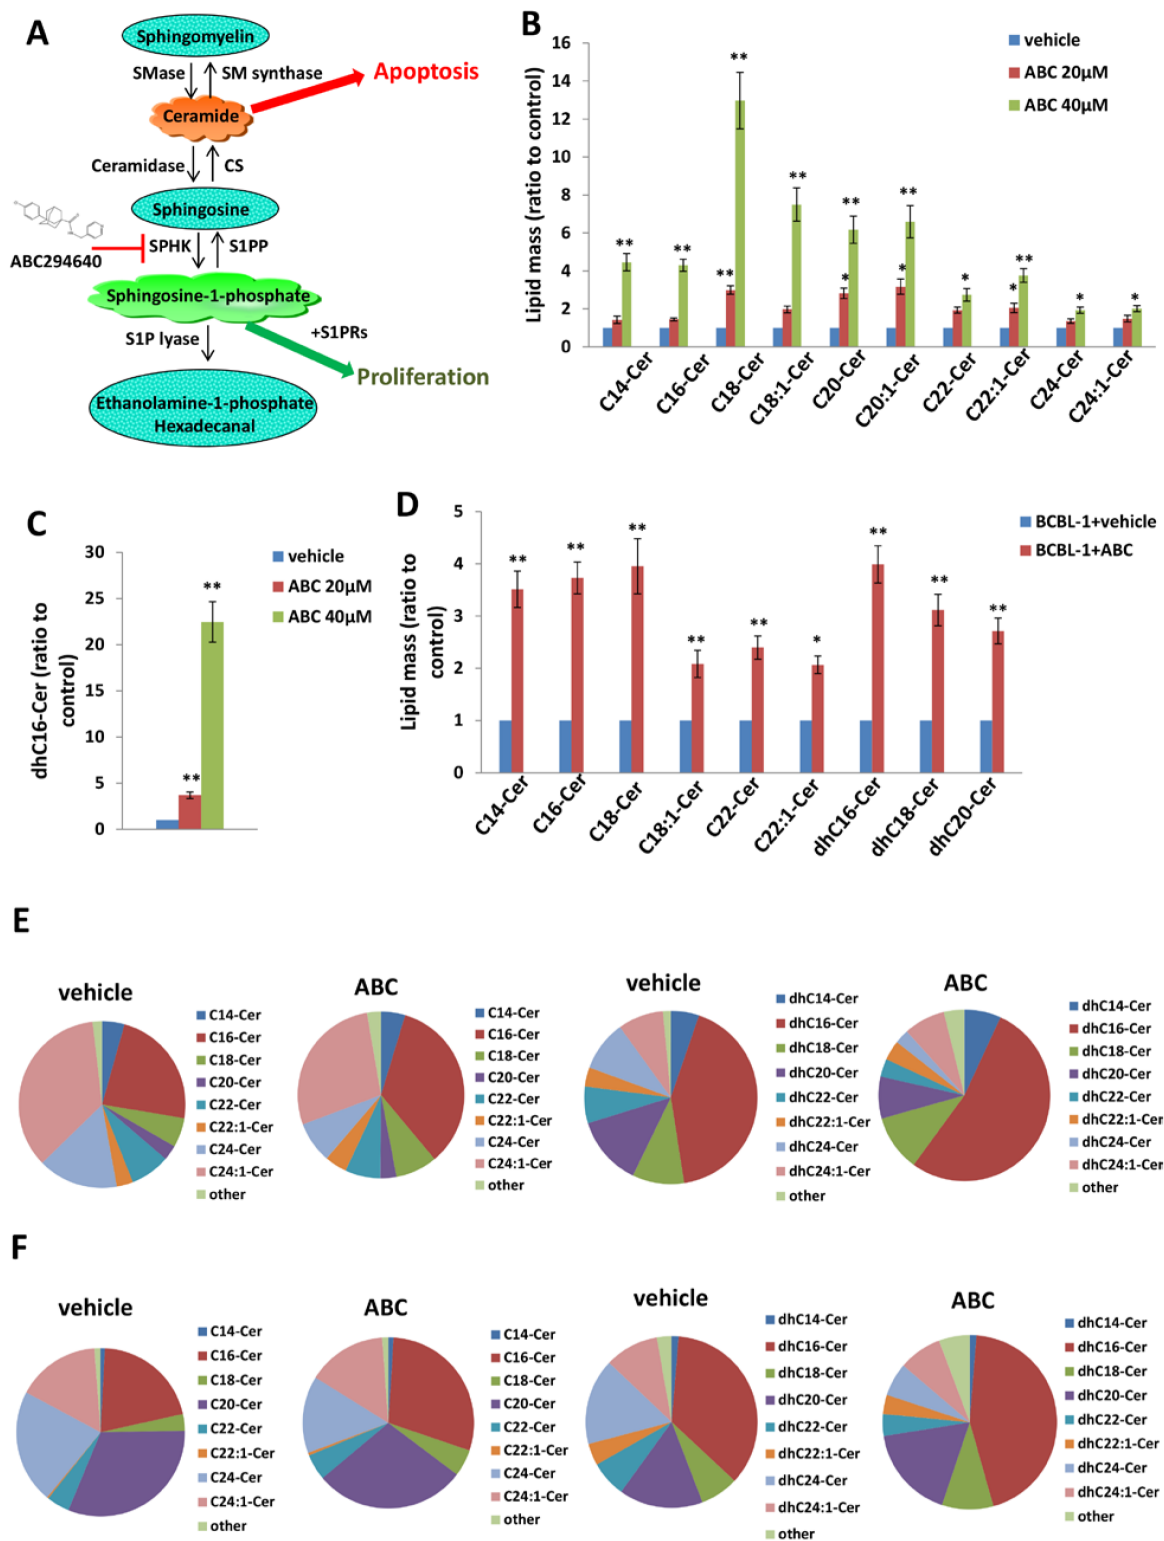 A
Sphingomyelin
SMase
SM synthase
Apoptosis
Ceramide
Ceramidase
CS
Sphingosine
ABC294640
SPHK
S1PP
Sphingosine-1-phosphate
S1P lyase
+S1PRs
Proliferation
Ethanolamine-1-phosphate
Hexadecanal
B
Lipid mass (ratio to control)
16
14
12
10
8
6
4
2
0
vehicle
ABC 20µM
ABC 40µM
**
**
**
**
**
*
**
*
**
*
*
**
*
*
C14-Cer
C16-Cer
C18-Cer
C18:1-Cer
C20-Cer
C20:1-Cer
C22-Cer
C22:1-Cer
C24-Cer
C24:1-Cer
C
dhC16-Cer (ratio to
control)
30
25
20
15
10
5
0
**
**
vehicle
ABC 20µM
ABC 40µM
D
Lipid mass (ratio to
control)
5
4
3
2
1
0
**
**
**
**
**
*
**
**
**
BCBL-1+vehicle
BCBL-1+ABC
C14-Cer
C16-Cer
C18-Cer
C18:1-Cer
C22-Cer
C22:1-Cer
dhC16-Cer
dhC18-Cer
dhC20-Cer
E
vehicle
C14-Cer
C16-Cer
C18-Cer
C20-Cer
C22-Cer
C22:1-Cer
C24-Cer
C24:1-Cer
other
ABC
C14-Cer
C16-Cer
C18-Cer
C20-Cer
C22-Cer
C22:1-Cer
C24-Cer
C24:1-Cer
other
vehicle
dhC14-Cer
dhC16-Cer
dhC18-Cer
dhC20-Cer
dhC22-Cer
dhC22:1-Cer
dhC24-Cer
dhC24:1-Cer
other
ABC
dhC14-Cer
dhC16-Cer
dhC18-Cer
dhC20-Cer
dhC22-Cer
dhC22:1-Cer
dhC24-Cer
dhC24:1-Cer
other
F
vehicle
C14-Cer
C16-Cer
C18-Cer
C20-Cer
C22-Cer
C22:1-Cer
C24-Cer
C24:1-Cer
other
ABC
C14-Cer
C16-Cer
C18-Cer
C20-Cer
C22-Cer
C22:1-Cer
C24-Cer
C24:1-Cer
other
vehicle
dhC14-Cer
dhC16-Cer
dhC18-Cer
dhC20-Cer
dhC22-Cer
dhC22:1-Cer
dhC24-Cer
dhC24:1-Cer
other
ABC
dhC14-Cer
dhC16-Cer
dhC18-Cer
dhC20-Cer
dhC22-Cer
dhC22:1-Cer
dhC24-Cer
dhC24:1-Cer
other